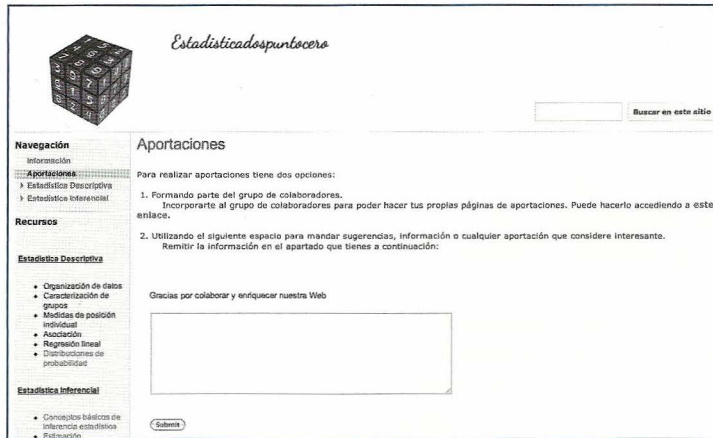 Estadisticadospuntocero
Buscar en este sitio
Navegación
Información
Aportaciones
Estadística Descriptiva
Estadística Inferencial
Recursos
Estadística Descriptiva
Organización de datos
Caracterización de
grupos
Medidas de posición
individual
Asociación
Regresión lineal
Distribuciones de
probabilidad
Estadística Inferencial
Conceptos básicos de
inferencia estadística
Estimación
Aportaciones
Para realizar aportaciones tiene dos opciones:
1. Formando parte del grupo de colaboradores.
Incorporarte al grupo de colaboradores para poder hacer tus propias páginas de aportaciones. Puede hacerlo accediendo a este
enlace.
2. Utilizando el siguiente espacio para mandar sugerencias, información o cualquier aportación que considere interesante.
Remitir la información en el apartado que tienes a continuación:
Gracias por colaborar y enriquecer nuestra Web
Submit